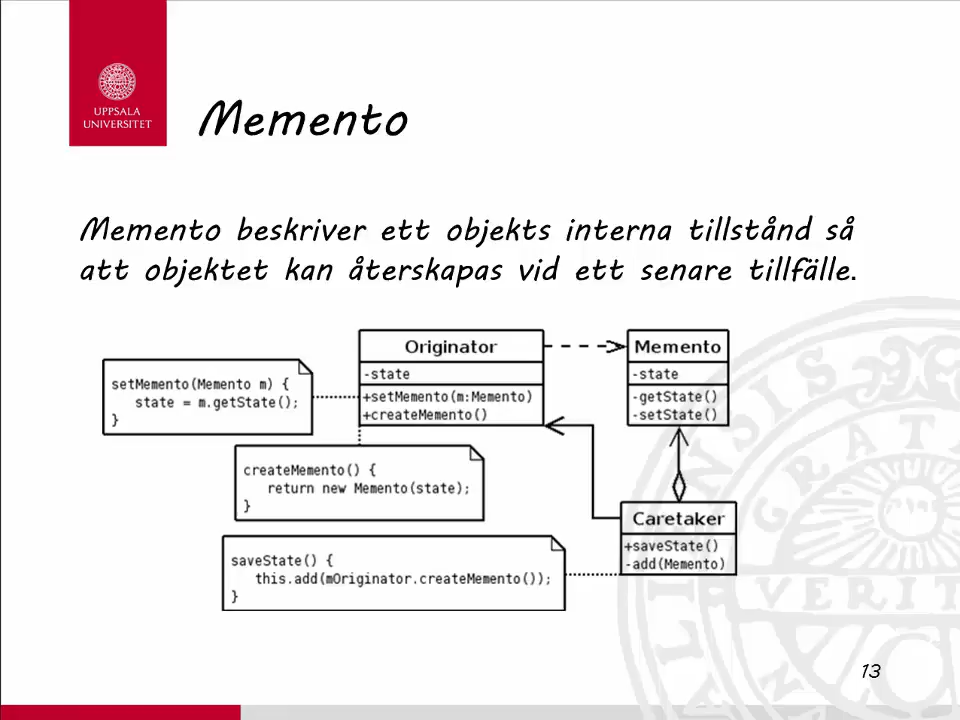 UPPSALA
UNIVERSITET
Memento
Memento beskriver ett objekts interna tillstånd så
att objektet kan återskapas vid ett senare tillfälle.
Originator
-state
+setMemento(m:Memento)
+createMemento()
Memento
-state
-getState()
-setState()
setMemento(Memento m) {
state = m.getState();
}
createMemento() {
return new Memento(state);
}
Caretaker
+saveState()
-add(Memento)
saveState() {
this.add(mOriginator.createMemento());
}
VERIT
13